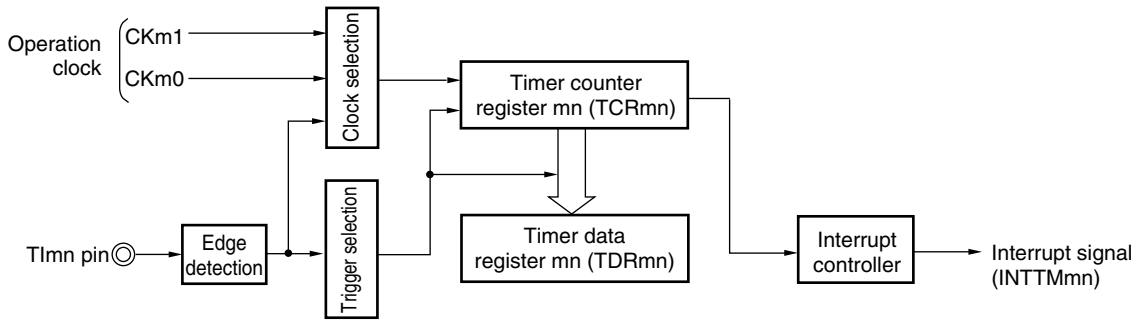 Operation
clock
CKm1
CKm0
Clock selection
Timer counter
register mn (TCRmn)
TImn pin
Edge
detection
Trigger selection
Timer data
register mn (TDRmn)
Interrupt
controller
Interrupt signal
(INTTMmn)